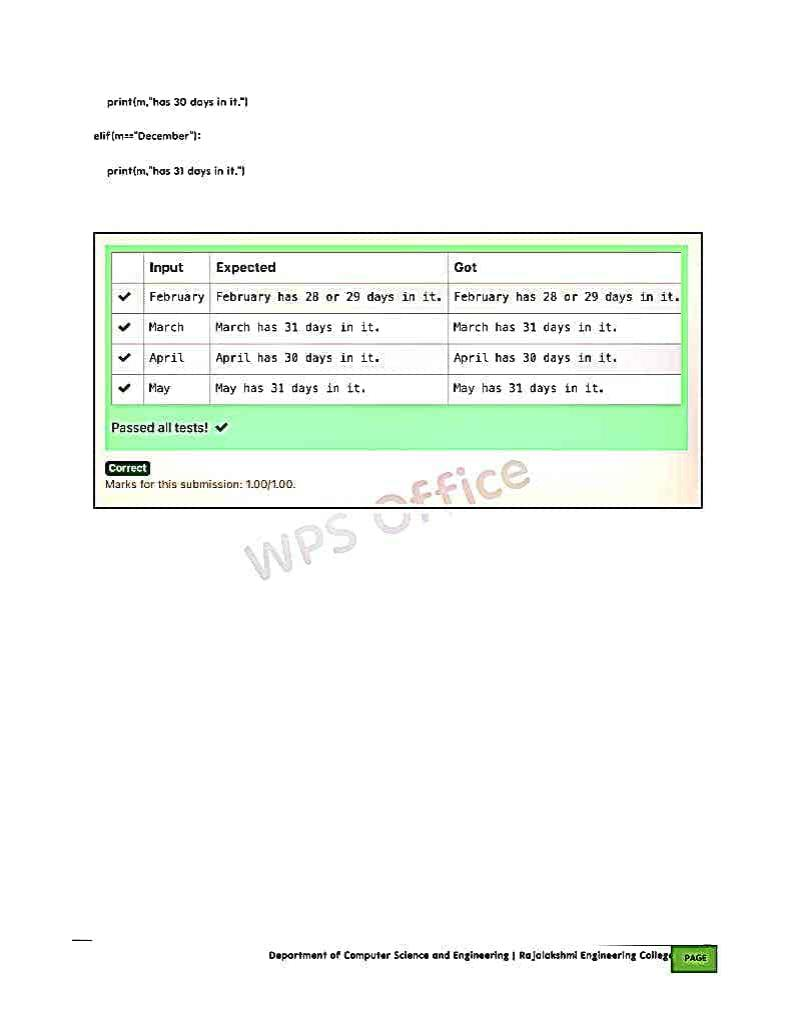 print(m,"has 30 days in it.")
elif(m=="December"):
print(m,"has 31 days in it.")
Input Expected Got
✔ February February has 28 or 29 days in it. February has 28 or 29 days in it.
✔ March March has 31 days in it. March has 31 days in it.
✔ April April has 30 days in it. April has 30 days in it.
✔ May May has 31 days in it. May has 31 days in it.
Passed all tests! ✔
Correct
Marks for this submission: 1.00/1.00.
WPS Office
Department of Computer Science and Engineering | Rajalakshmi Engineering College PAGE